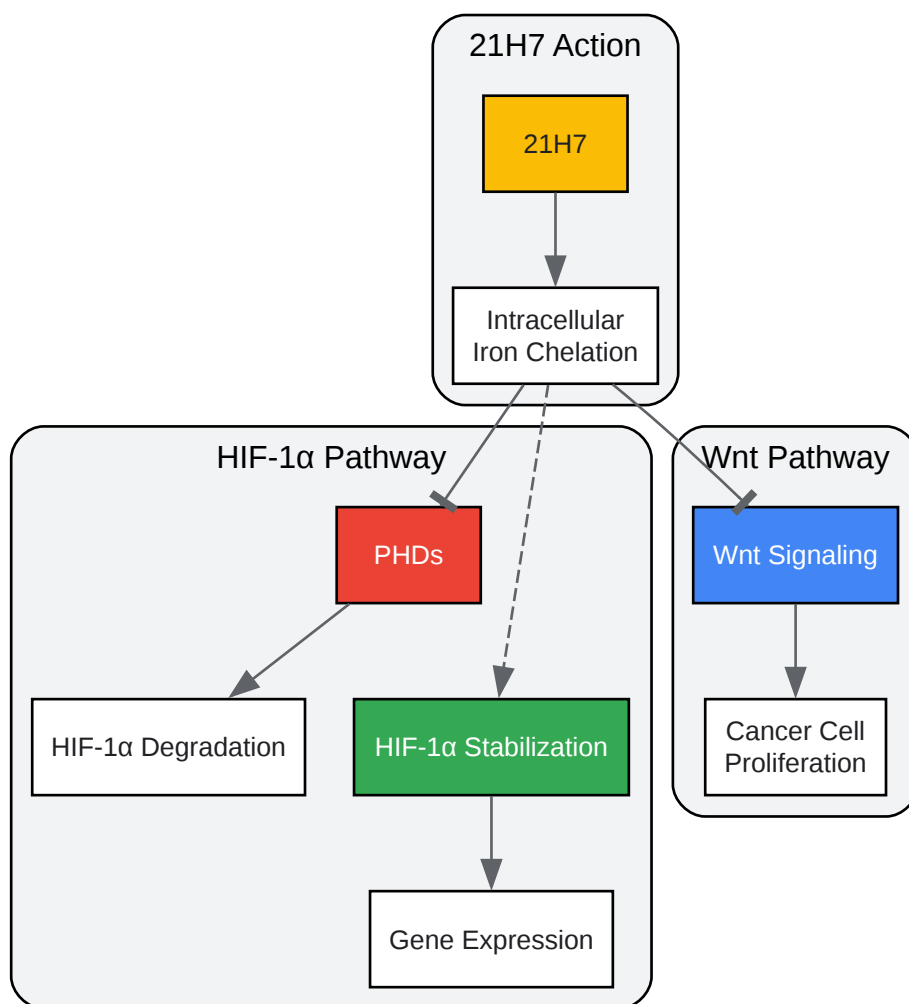 21H7 Action
21H7
Intracellular
Iron Chelation
HIF-1α Pathway
Wnt Pathway
PHDs
Wnt Signaling
HIF-1α Degradation
HIF-1α Stabilization
Cancer Cell
Proliferation
Gene Expression